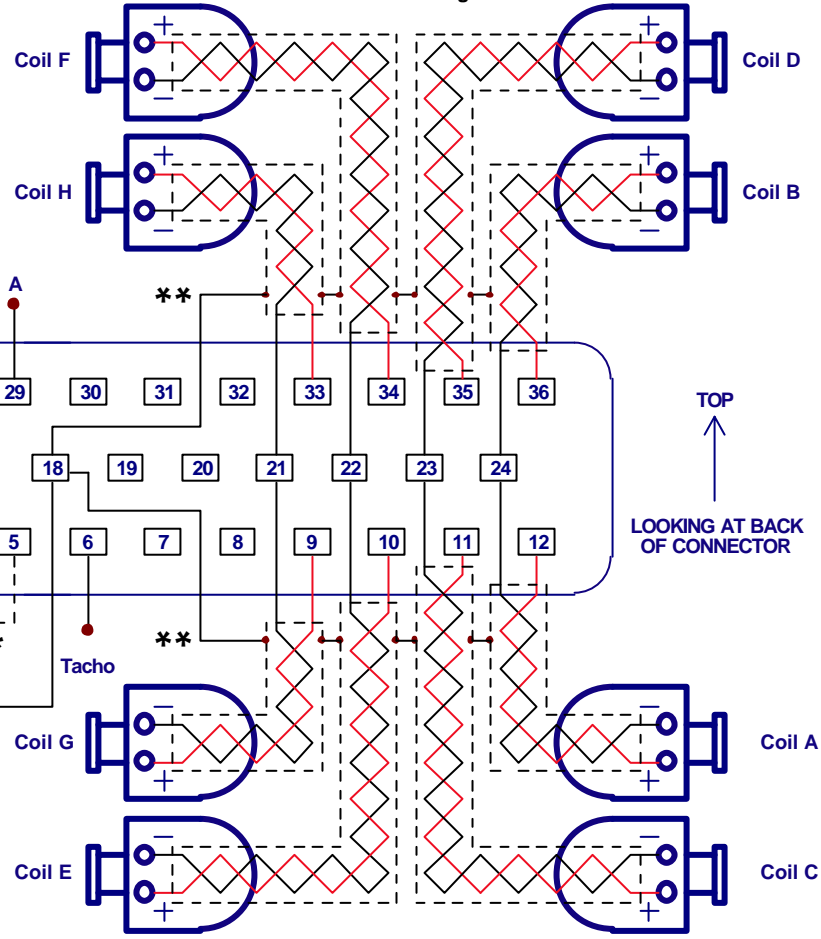 + +
Coil F Coil D
− −
+ +
Coil H Coil B
− −
A **
29 30 31 32 33 34 35 36
TOP
18 19 20 21 22 23 24
LOOKING AT BACK
OF CONNECTOR
5 6 7 8 9 10 11 12
**
Tacho
− −
Coil G Coil A
+ +
− −
Coil E Coil C
+ +